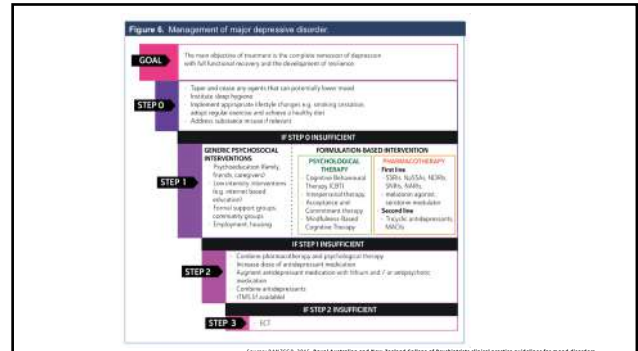 Figure 6. Management of major depressive disorder.
GOAL
The main objective of treatment is the complete remission of depression
with full functional recovery and the development of resilience
STEP 0
- Taper and cease any agents that can potentially lower mood
- Institute sleep hygiene
- Implement appropriate lifestyle changes e.g. smoking cessation,
adopt regular exercise and achieve a healthy diet
- Address substance misuse if relevant
IF STEP 0 INSUFFICIENT
STEP 1
GENERIC PSYCHOSOCIAL
INTERVENTIONS
- Psychoeducation (family,
friends, caregivers)
- Low intensity interventions
(e.g. internet based
education)
- Formal support groups,
community groups
- Employment, housing
FORMULATION-BASED INTERVENTION
PSYCHOLOGICAL
THERAPY
- Cognitive Behavioural
Therapy (CBT)
- Interpersonal therapy
- Acceptance and
Commitment therapy
- Mindfulness-Based
Cognitive Therapy
PHARMACOTHERAPY
First line
- SSRIs, NaSSAs, NDRIs,
SNRIs, NARIs
- melatonin agonist,
serotonin modulator
Second line
- Tricyclic antidepressants,
MAOIs
IF STEP 1 INSUFFICIENT
STEP 2
- Combine pharmacotherapy and psychological therapy
- Increase dose of antidepressant medication
- Augment antidepressant medication with lithium and / or antipsychotic
medication
- Combine antidepressants
- rTMS (if available)
IF STEP 2 INSUFFICIENT
STEP 3
- ECT